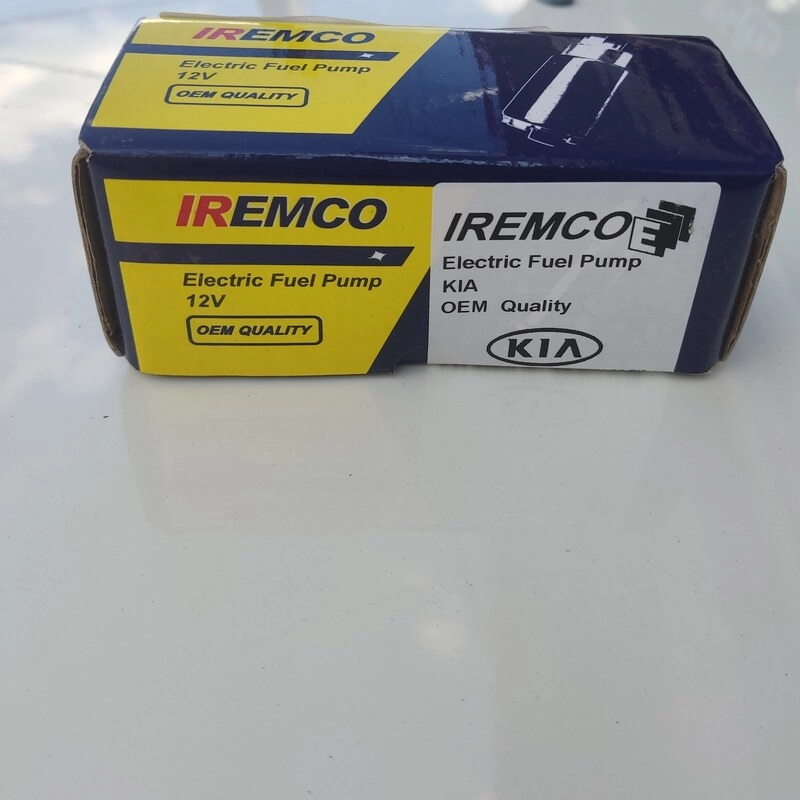 IREMCO
Electric Fuel Pump
12V
OEM QUALITY
IREMCO
Electric Fuel Pump
12V
OEM QUALITY
IREMCO E
Electric Fuel Pump
KIA
OEM Quality
KIA